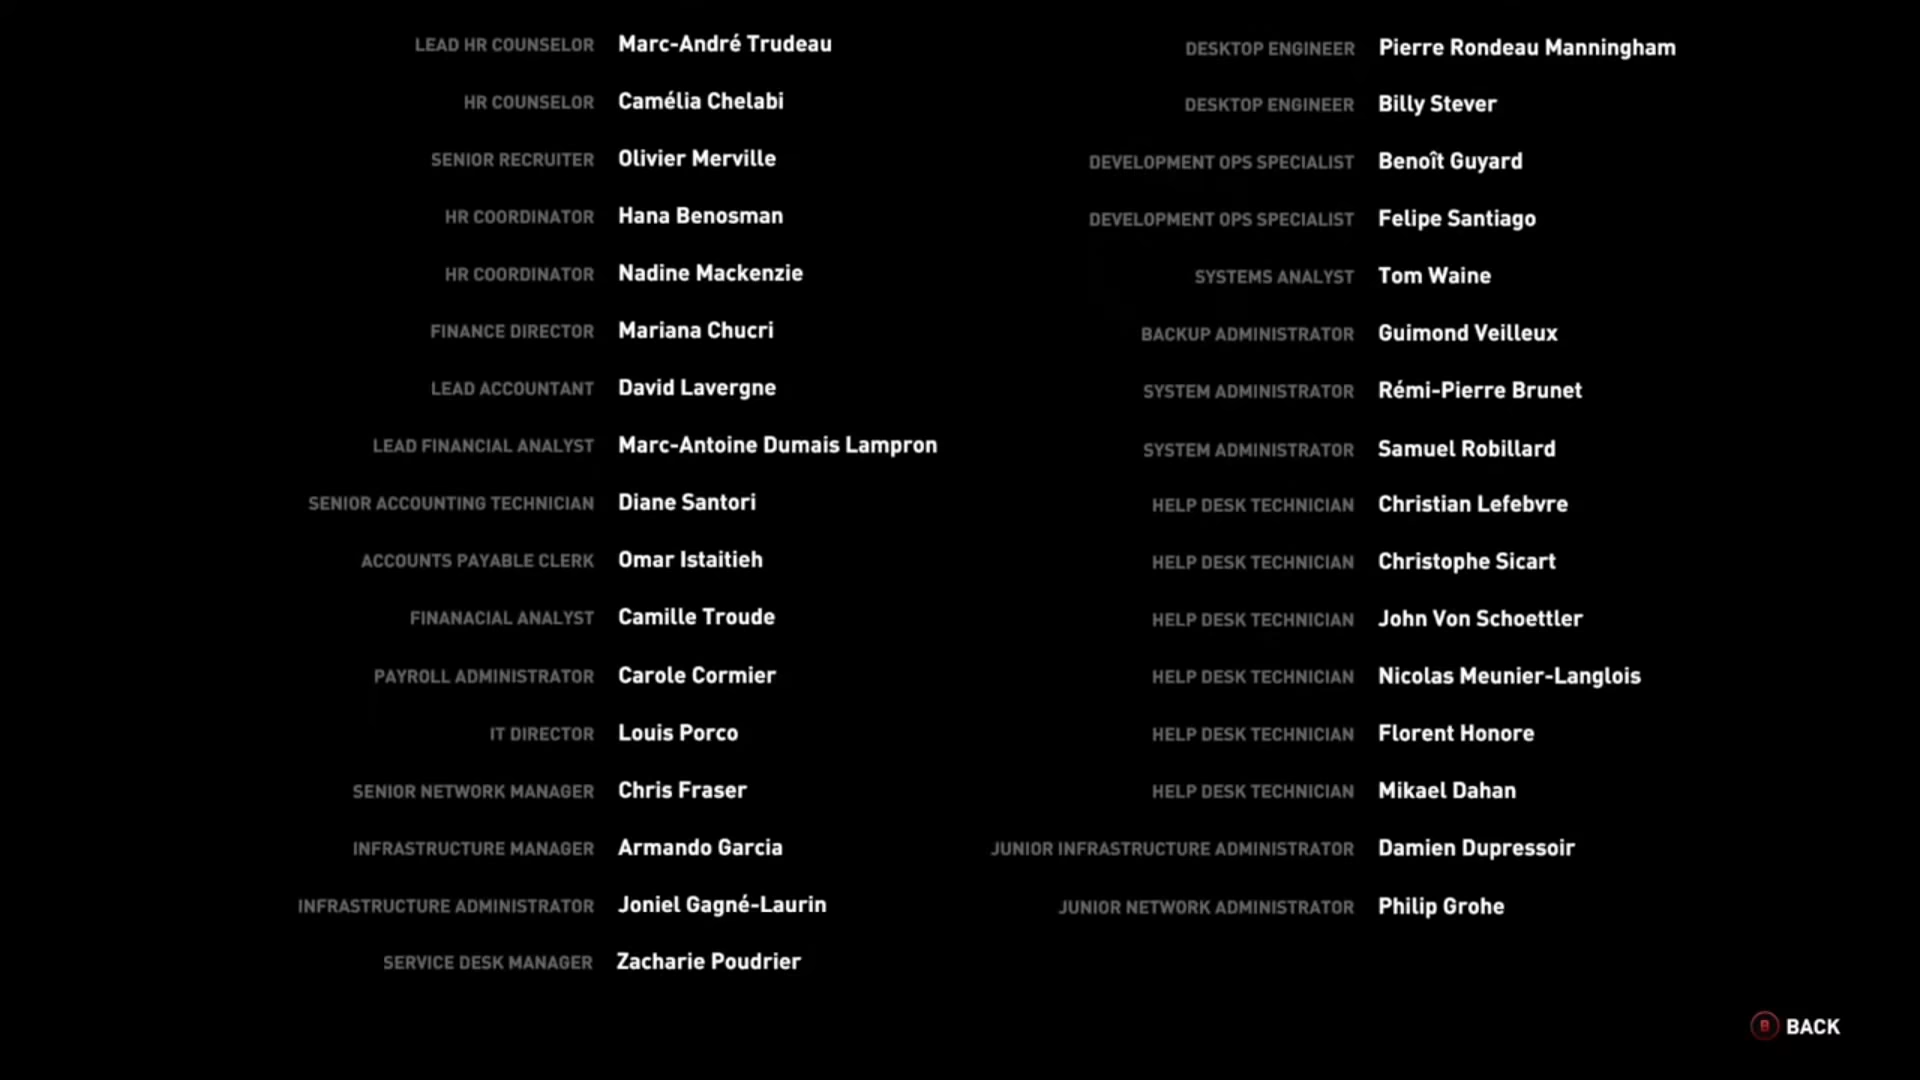 LEAD HR COUNSELOR Marc-André Trudeau
HR COUNSELOR Camélia Chelabi
SENIOR RECRUITER Olivier Merville
HR COORDINATOR Hana Benosman
HR COORDINATOR Nadine Mackenzie
FINANCE DIRECTOR Mariana Chucri
LEAD ACCOUNTANT David Lavergne
LEAD FINANCIAL ANALYST Marc-Antoine Dumais Lampron
SENIOR ACCOUNTING TECHNICIAN Diane Santori
ACCOUNTS PAYABLE CLERK Omar Istaitieh
FINANACIAL ANALYST Camille Troude
PAYROLL ADMINISTRATOR Carole Cormier
IT DIRECTOR Louis Porco
SENIOR NETWORK MANAGER Chris Fraser
INFRASTRUCTURE MANAGER Armando Garcia
INFRASTRUCTURE ADMINISTRATOR Joniel Gagné-Laurin
SERVICE DESK MANAGER Zacharie Poudrier
DESKTOP ENGINEER Pierre Rondeau Manningham
DESKTOP ENGINEER Billy Stever
DEVELOPMENT OPS SPECIALIST Benoît Guyard
DEVELOPMENT OPS SPECIALIST Felipe Santiago
SYSTEMS ANALYST Tom Waine
BACKUP ADMINISTRATOR Guimond Veilleux
SYSTEM ADMINISTRATOR Rémi-Pierre Brunet
SYSTEM ADMINISTRATOR Samuel Robillard
HELP DESK TECHNICIAN Christian Lefebvre
HELP DESK TECHNICIAN Christophe Sicart
HELP DESK TECHNICIAN John Von Schoettler
HELP DESK TECHNICIAN Nicolas Meunier-Langlois
HELP DESK TECHNICIAN Florent Honore
HELP DESK TECHNICIAN Mikael Dahan
JUNIOR INFRASTRUCTURE ADMINISTRATOR Damien Dupressoir
JUNIOR NETWORK ADMINISTRATOR Philip Grohe
B BACK